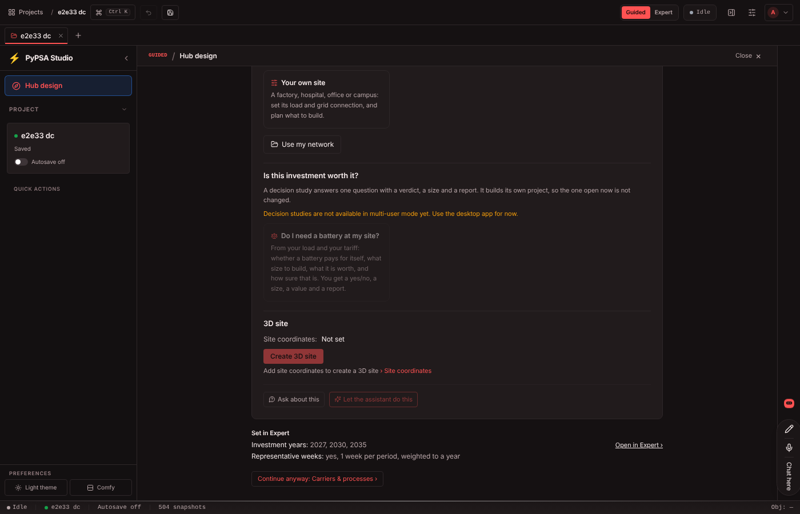 Projects / e2e33 dc Ctrl K Guided Expert Idle A
e2e33 dc
PyPSA Studio
GUIDED / Hub design Close
Hub design
PROJECT
e2e33 dc
Saved
Autosave off
QUICK ACTIONS
Your own site
A factory, hospital, office or campus:
set its load and grid connection, and
plan what to build.
Use my network
Is this investment worth it?
A decision study answers one question with a verdict, a size and a report. It builds its own project, so the one open now is not
changed.
Decision studies are not available in multi-user mode yet. Use the desktop app for now.
Do I need a battery at my site?
From your load and your tariff:
whether a battery pays for itself, what
size to build, what it is worth, and
how sure that is. You get a yes/no, a
size, a value and a report.
3D site
Site coordinates: Not set
Create 3D site
Add site coordinates to create a 3D site › Site coordinates
Ask about this Let the assistant do this
Set in Expert
Investment years: 2027, 2030, 2035 Open in Expert ›
Representative weeks: yes, 1 week per period, weighted to a year
Continue anyway: Carriers & processes ›
Chat here
PREFERENCES
Light theme Comfy
Idle e2e33 dc Autosave off 504 snapshots Obj: —